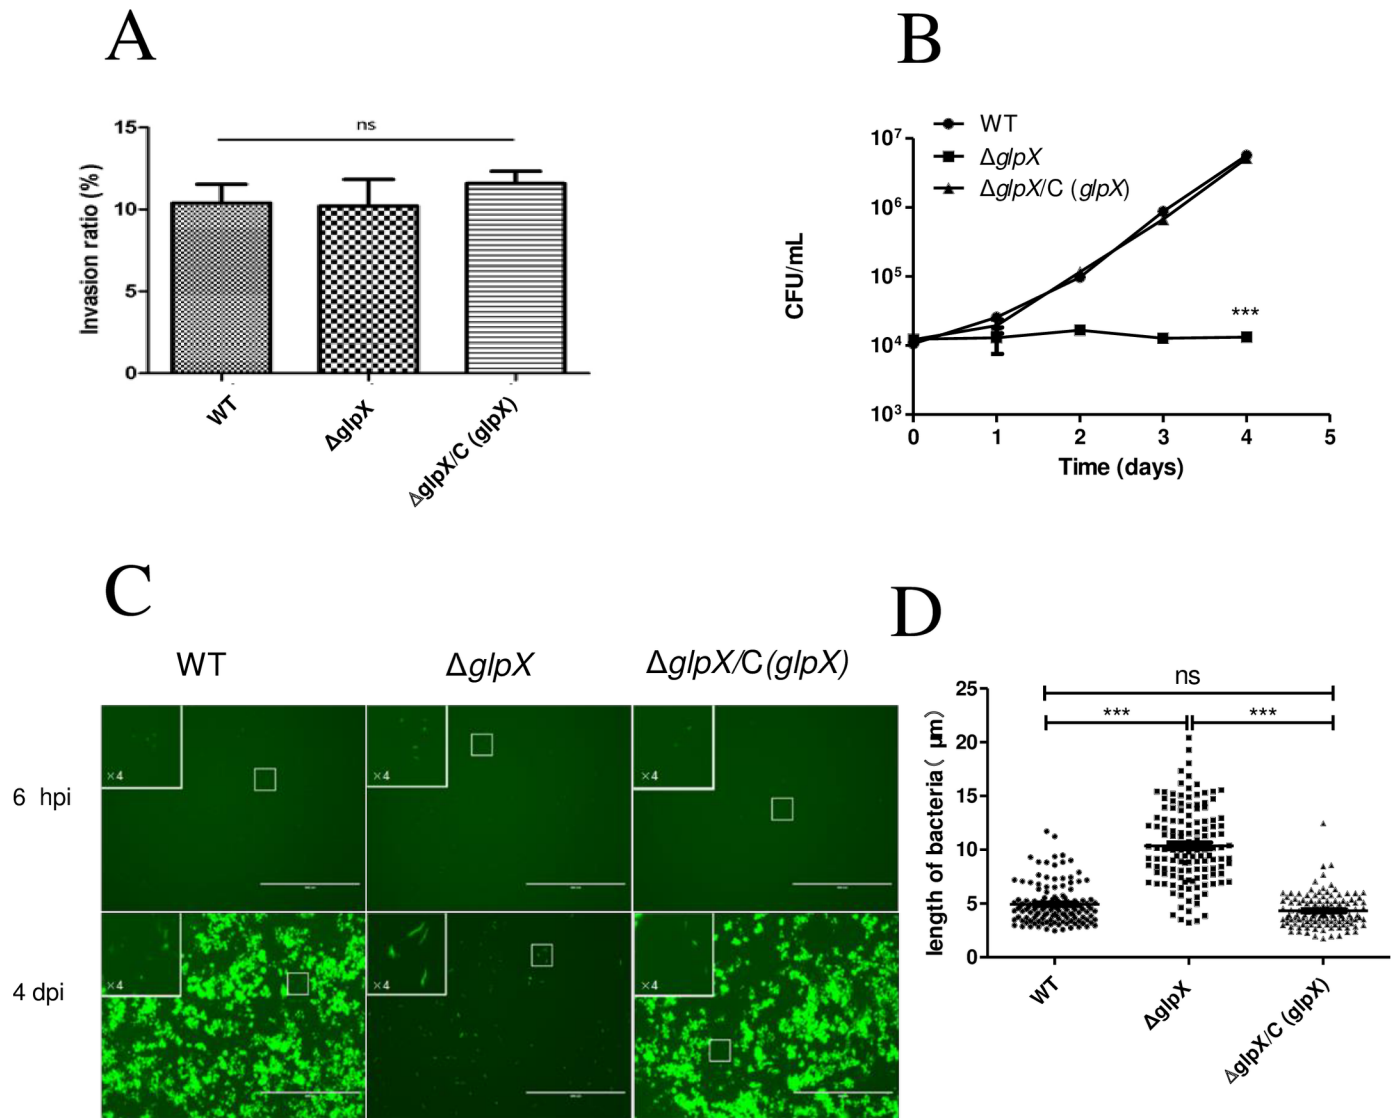 A
ns
15
10
5
0
Invasion ratio (%)
WT
ΔglpX
ΔglpX/C (glpX)
B
WT
ΔglpX
ΔglpX/C (glpX)
10⁷
10⁶
10⁵
10⁴
10³
CFU/mL
***
0 1 2 3 4 5
Time (days)
C
WT ΔglpX ΔglpX/C(glpX)
6 hpi
×4 ×4 ×4
4 dpi
×4 ×4 ×4
D
ns
*** ***
25
20
15
10
5
0
length of bacteria( μm)
WT
ΔglpX
ΔglpX/C (glpX)